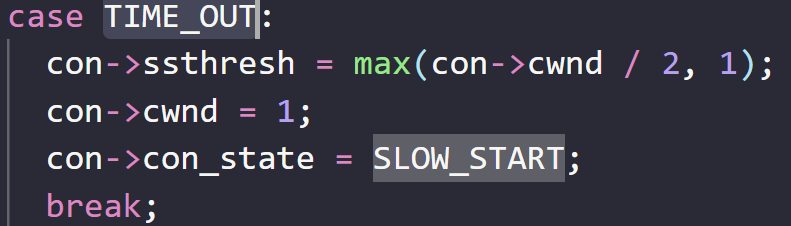 case TIME_OUT:
con->ssthresh = max(con->cwnd / 2, 1);
con->cwnd = 1;
con->con_state = SLOW_START;
break;